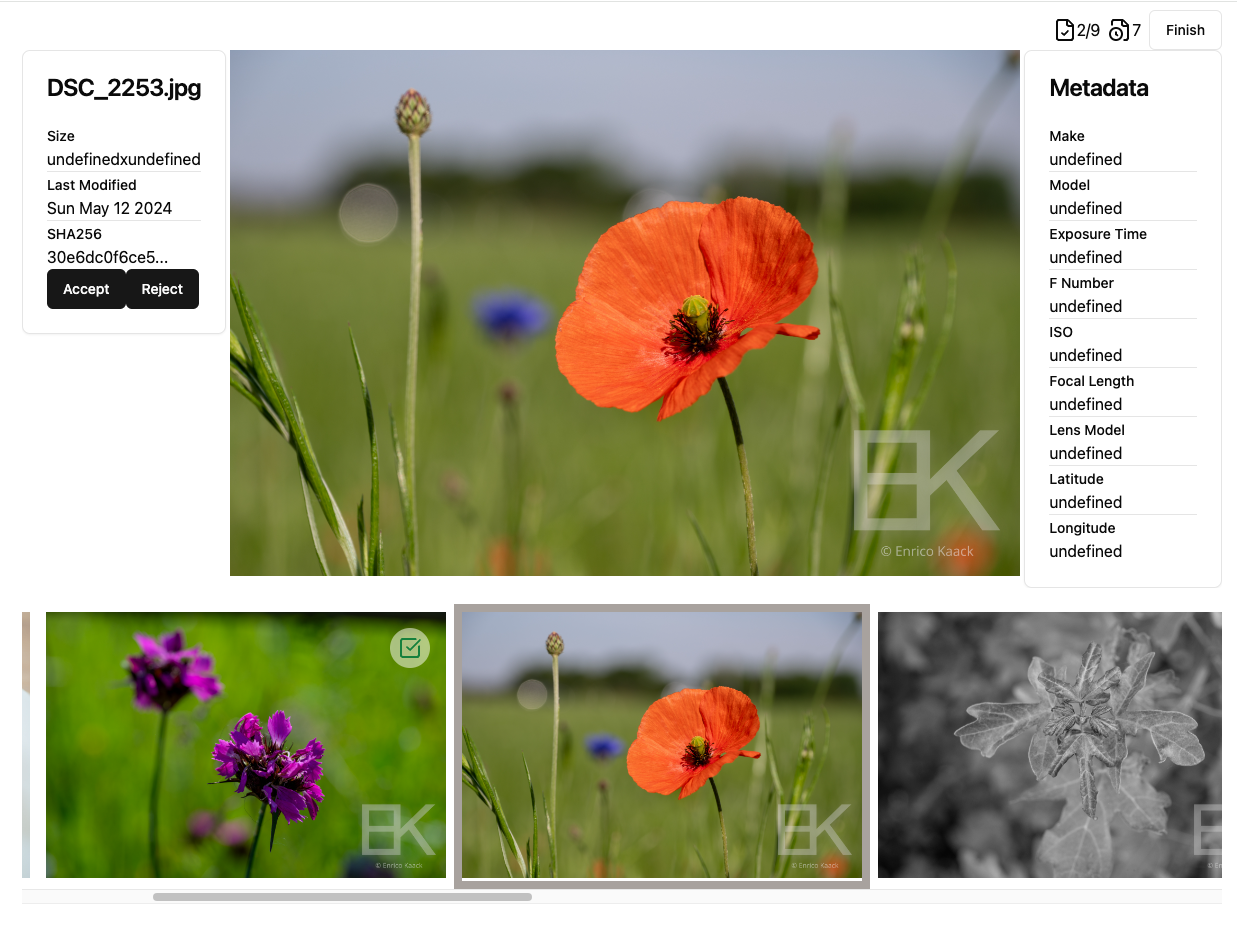 2/9 7 Finish
DSC_2253.jpg
Size
undefinedxundefined
Last Modified
Sun May 12 2024
SHA256
30e6dc0f6ce5...
Accept Reject
EK
© Enrico Kaack
Metadata
Make
undefined
Model
undefined
Exposure Time
undefined
F Number
undefined
ISO
undefined
Focal Length
undefined
Lens Model
undefined
Latitude
undefined
Longitude
undefined
EK
© Enrico Kaack
EK
© Enrico Kaack